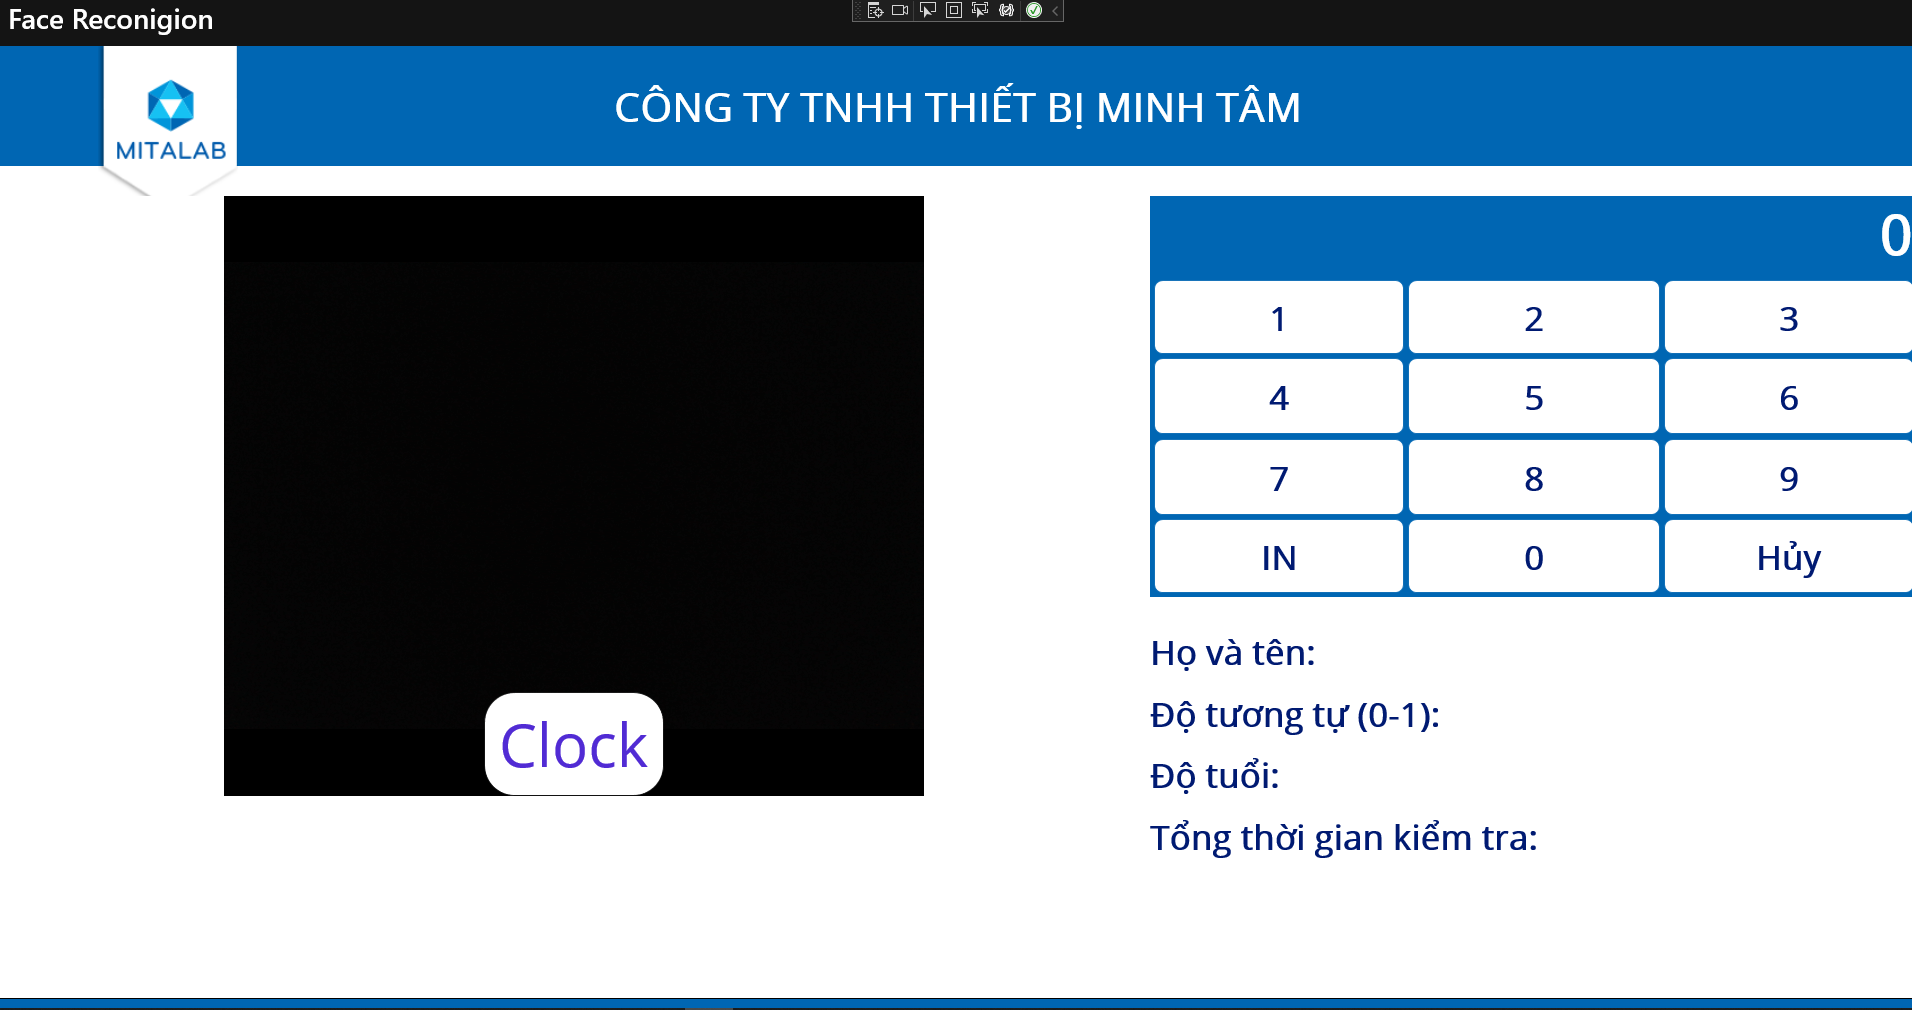 Face Reconigion
MITALAB
CÔNG TY TNHH THIẾT BỊ MINH TÂM
Clock
0
1 2 3
4 5 6
7 8 9
IN 0 Hủy
Họ và tên:
Độ tương tự (0-1):
Độ tuổi:
Tổng thời gian kiểm tra: